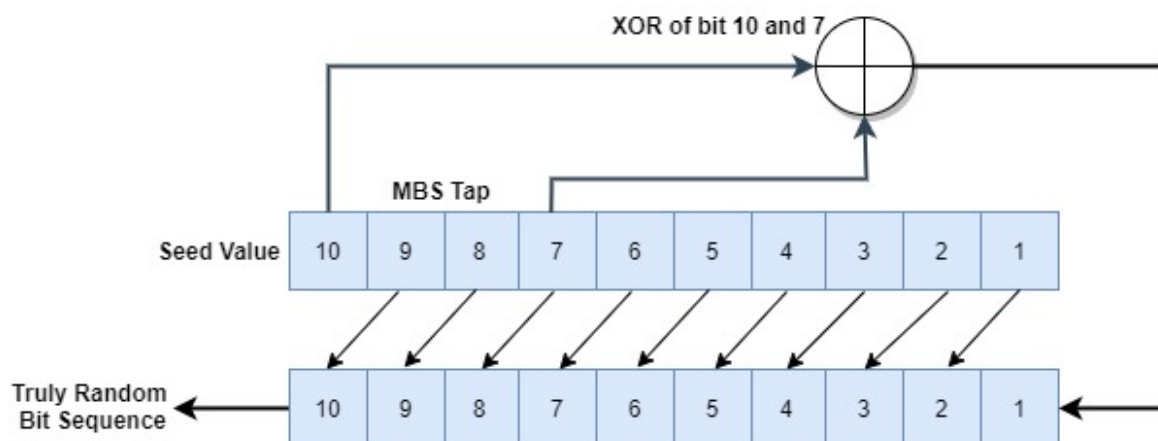 XOR of bit 10 and 7
MBS Tap
Seed Value 10 9 8 7 6 5 4 3 2 1
Truly Random
Bit Sequence
10 9 8 7 6 5 4 3 2 1